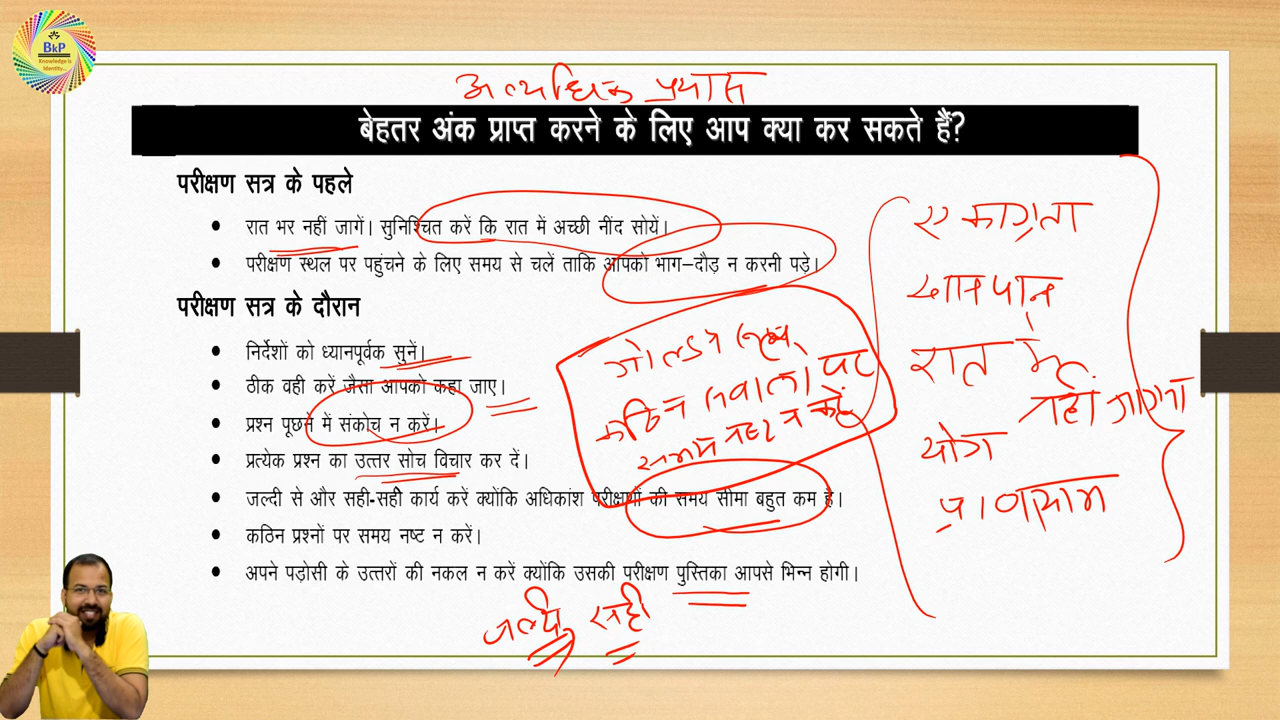 BkP
Knowledge is
Identity...
अत्यधिक प्रयास
बेहतर अंक प्राप्त करने के लिए आप क्या कर सकते हैं?
परीक्षण सत्र के पहले
• रात भर नहीं जागें। सुनिश्चित करें कि रात में अच्छी नींद सोयें।
• परीक्षण स्थल पर पहुंचने के लिए समय से चलें ताकि आपको भाग–दौड़ न करनी पड़े।
परीक्षण सत्र के दौरान
• निर्देशों को ध्यानपूर्वक सुनें।
• ठीक वही करें जैसा आपको कहा जाए।
• प्रश्न पूछने में संकोच न करें।
• प्रत्येक प्रश्न का उत्तर सोच विचार कर दें।
• जल्दी से और सही-सही कार्य करें क्योंकि अधिकांश परीक्षणों की समय सीमा बहुत कम है।
• कठिन प्रश्नों पर समय नष्ट न करें।
• अपने पड़ोसी के उत्तरों की नकल न करें क्योंकि उसकी परीक्षण पुस्तिका आपसे भिन्न होगी।
गोल्डन रूल्स
कठिन सवालों पर
समय नष्ट न करें
एकाग्रता
खानपान
रात में
नहीं जागना
योग
प्राणायाम
जल्दी, सही